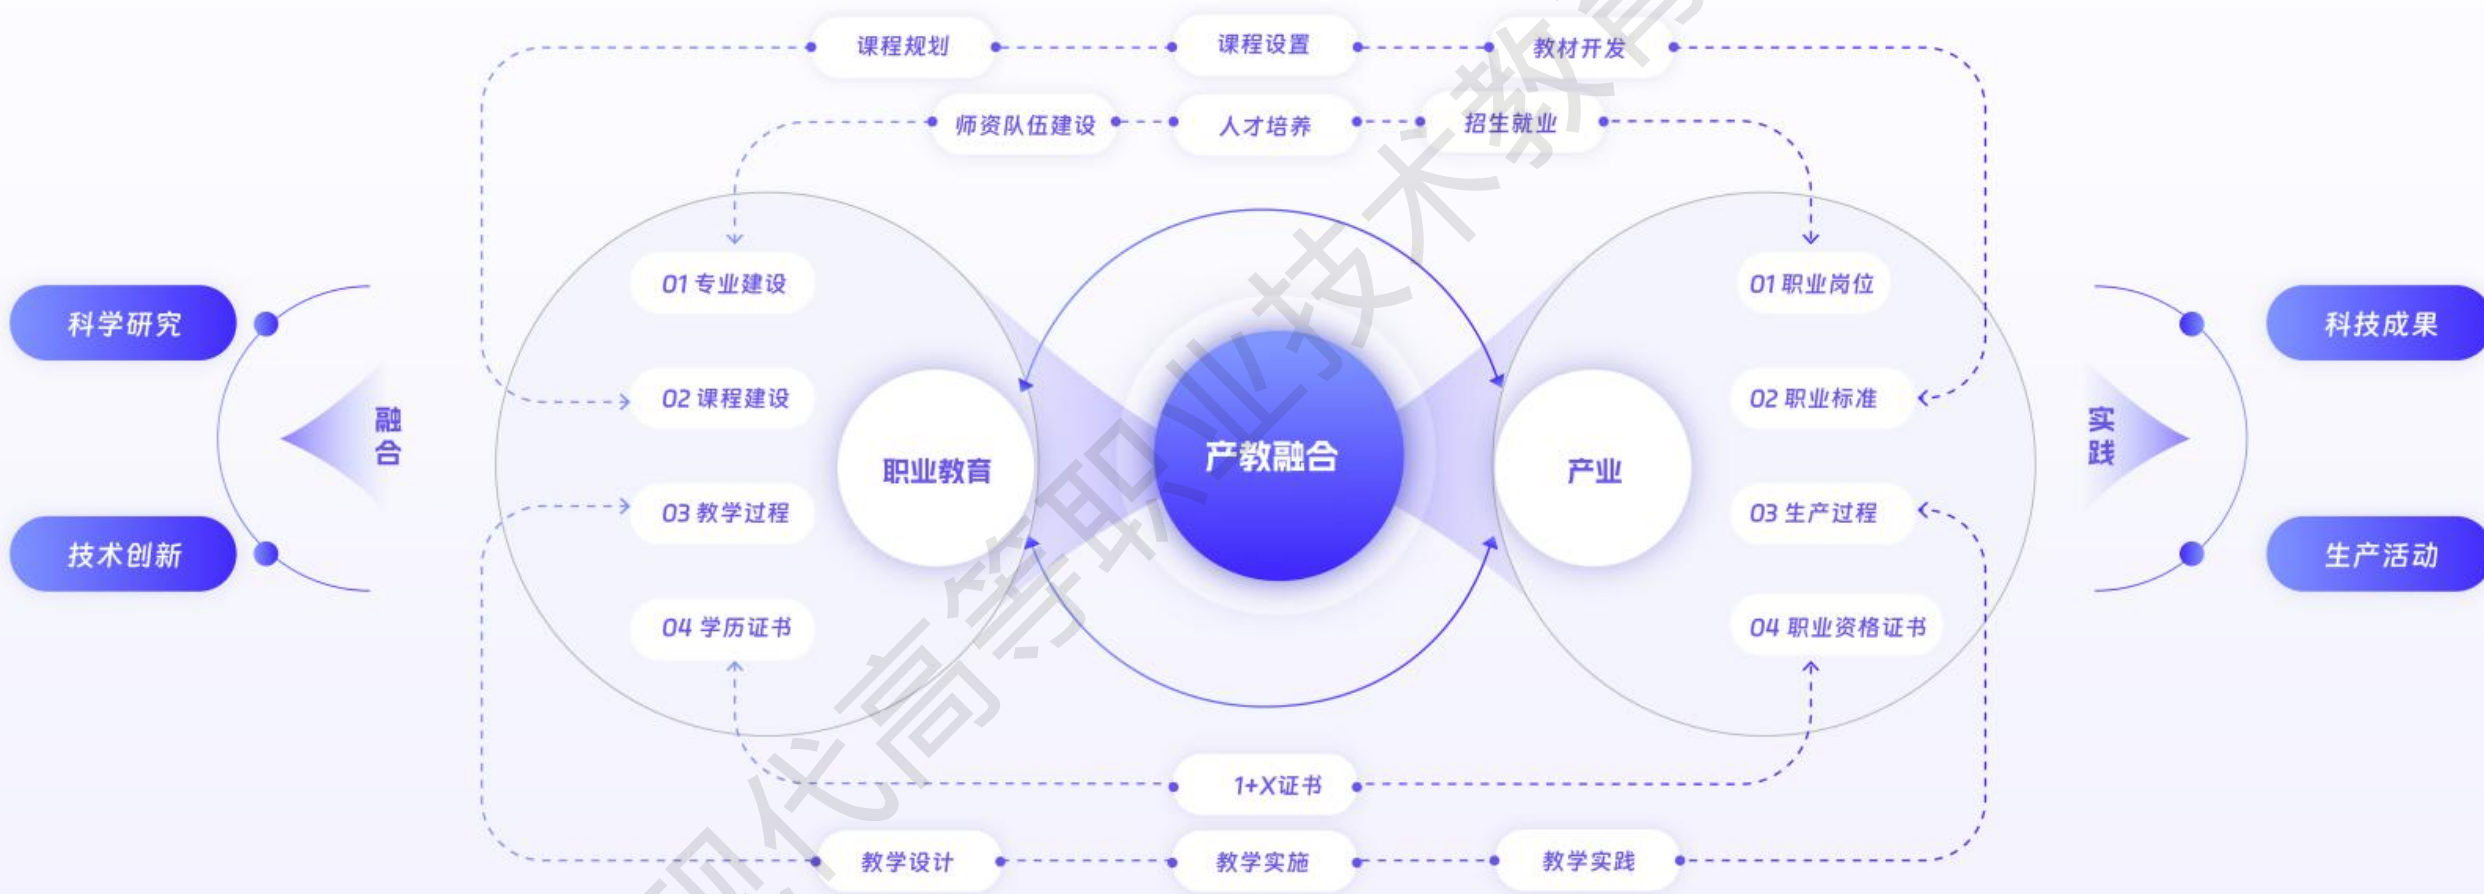 课程规划
课程设置
教材开发
师资队伍建设
人才培养
招生就业
科学研究
技术创新
融合
01 专业建设
02 课程建设
03 教学过程
04 学历证书
职业教育
产教融合
产业
01 职业岗位
02 职业标准
03 生产过程
04 职业资格证书
实践
科技成果
生产活动
1+X证书
教学设计
教学实施
教学实践
现代高等职业技术教育